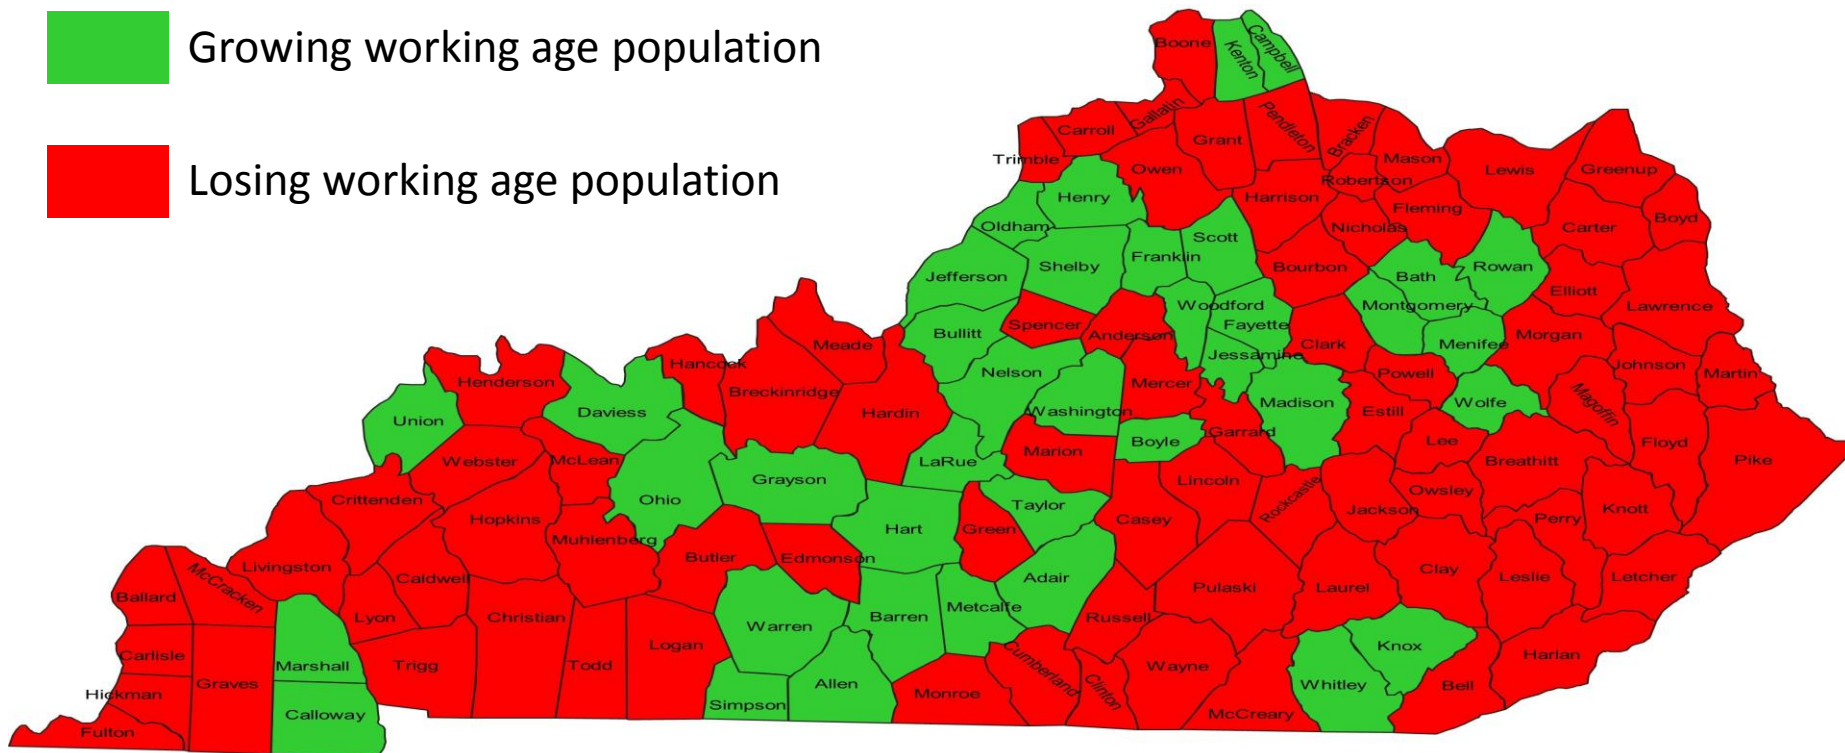 Growing working age population
Losing working age population
Boone
Kenton
Campbell
Gallatin
Carroll
Trimble
Grant
Pendleton
Bracken
Owen
Mason
Robertson
Lewis
Greenup
Henry
Harrison
Fleming
Nicholas
Carter
Boyd
Oldham
Scott
Franklin
Shelby
Jefferson
Bourbon
Bath
Rowan
Elliott
Lawrence
Woodford
Montgomery
Spencer
Anderson
Fayette
Bullitt
Clark
Menifee
Morgan
Jessamine
Johnson
Martin
Meade
Hancock
Nelson
Mercer
Powell
Magoffin
Henderson
Breckinridge
Hardin
Washington
Madison
Estill
Wolfe
Daviess
Union
Boyle
Garrard
Lee
Floyd
Pike
Webster
McLean
LaRue
Marion
Breathitt
Grayson
Lincoln
Rockcastle
Owsley
Crittenden
Ohio
Taylor
Jackson
Knott
Hopkins
Hart
Green
Casey
Perry
Muhlenberg
Butler
Edmonson
Livingston
McCracken
Caldwell
Adair
Clay
Leslie
Letcher
Ballard
Pulaski
Laurel
Lyon
Christian
Warren
Barren
Metcalfe
Russell
Knox
Carlisle
Marshall
Trigg
Todd
Logan
Cumberland
Clinton
Wayne
Harlan
Hickman
Graves
Allen
Monroe
Whitley
Bell
Simpson
Calloway
McCreary
Fulton